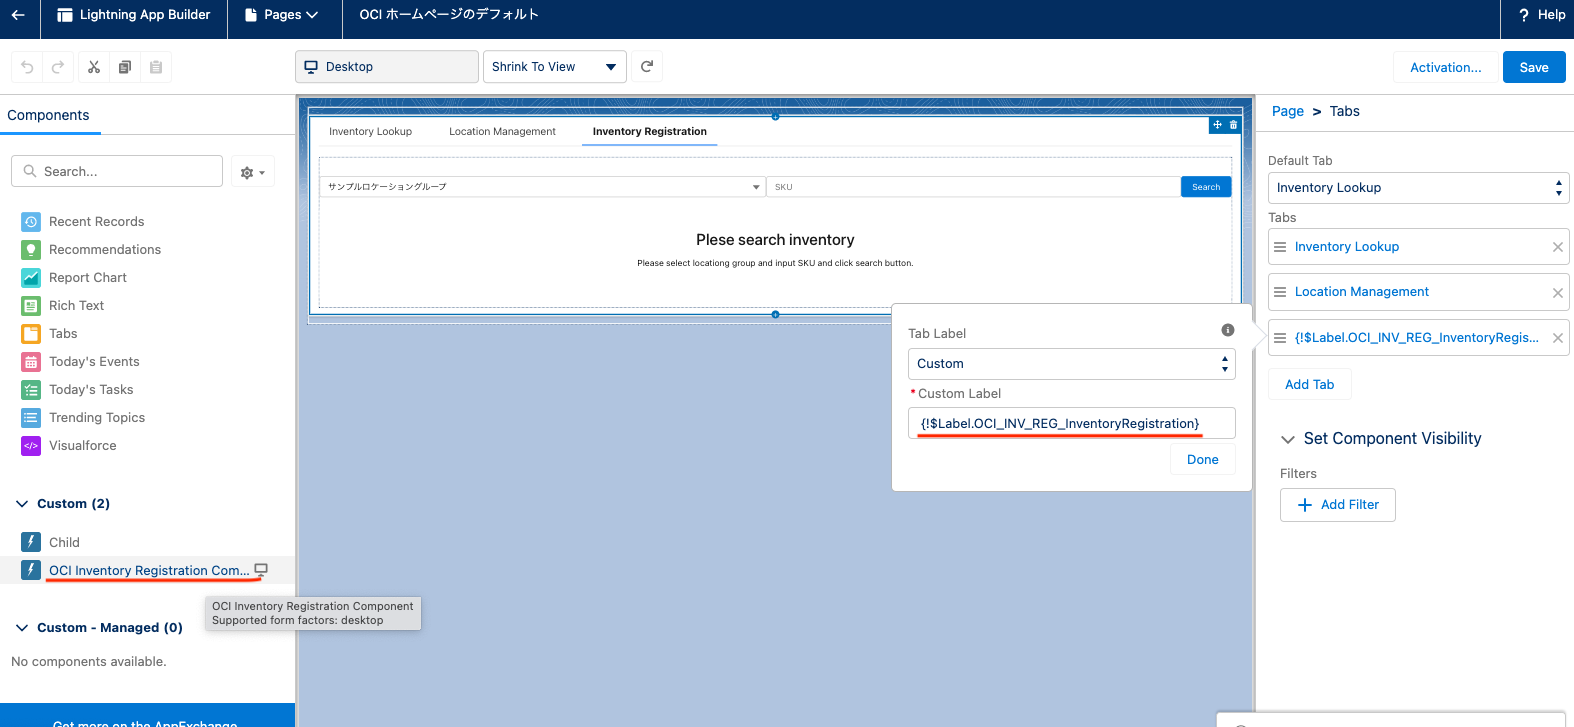 Lightning App Builder
Pages
OCI ホームページのデフォルト
? Help
Desktop
Shrink To View
Activation...
Save
Components
Search...
Recent Records
Recommendations
Report Chart
Rich Text
Tabs
Today's Events
Today's Tasks
Trending Topics
Visualforce
Custom (2)
Child
OCI Inventory Registration Com...
OCI Inventory Registration Component
Supported form factors: desktop
Custom - Managed (0)
No components available.
Get more on the AppExchange
Inventory Lookup
Location Management
Inventory Registration
サンプルロケーショングループ
SKU
Search
Plese search inventory
Please select locationg group and input SKU and click search button.
Tab Label
Custom
* Custom Label
{!$Label.OCI_INV_REG_InventoryRegistration}
Done
Page > Tabs
Default Tab
Inventory Lookup
Tabs
Inventory Lookup
Location Management
{!$Label.OCI_INV_REG_InventoryRegis...
Add Tab
Set Component Visibility
Filters
Add Filter